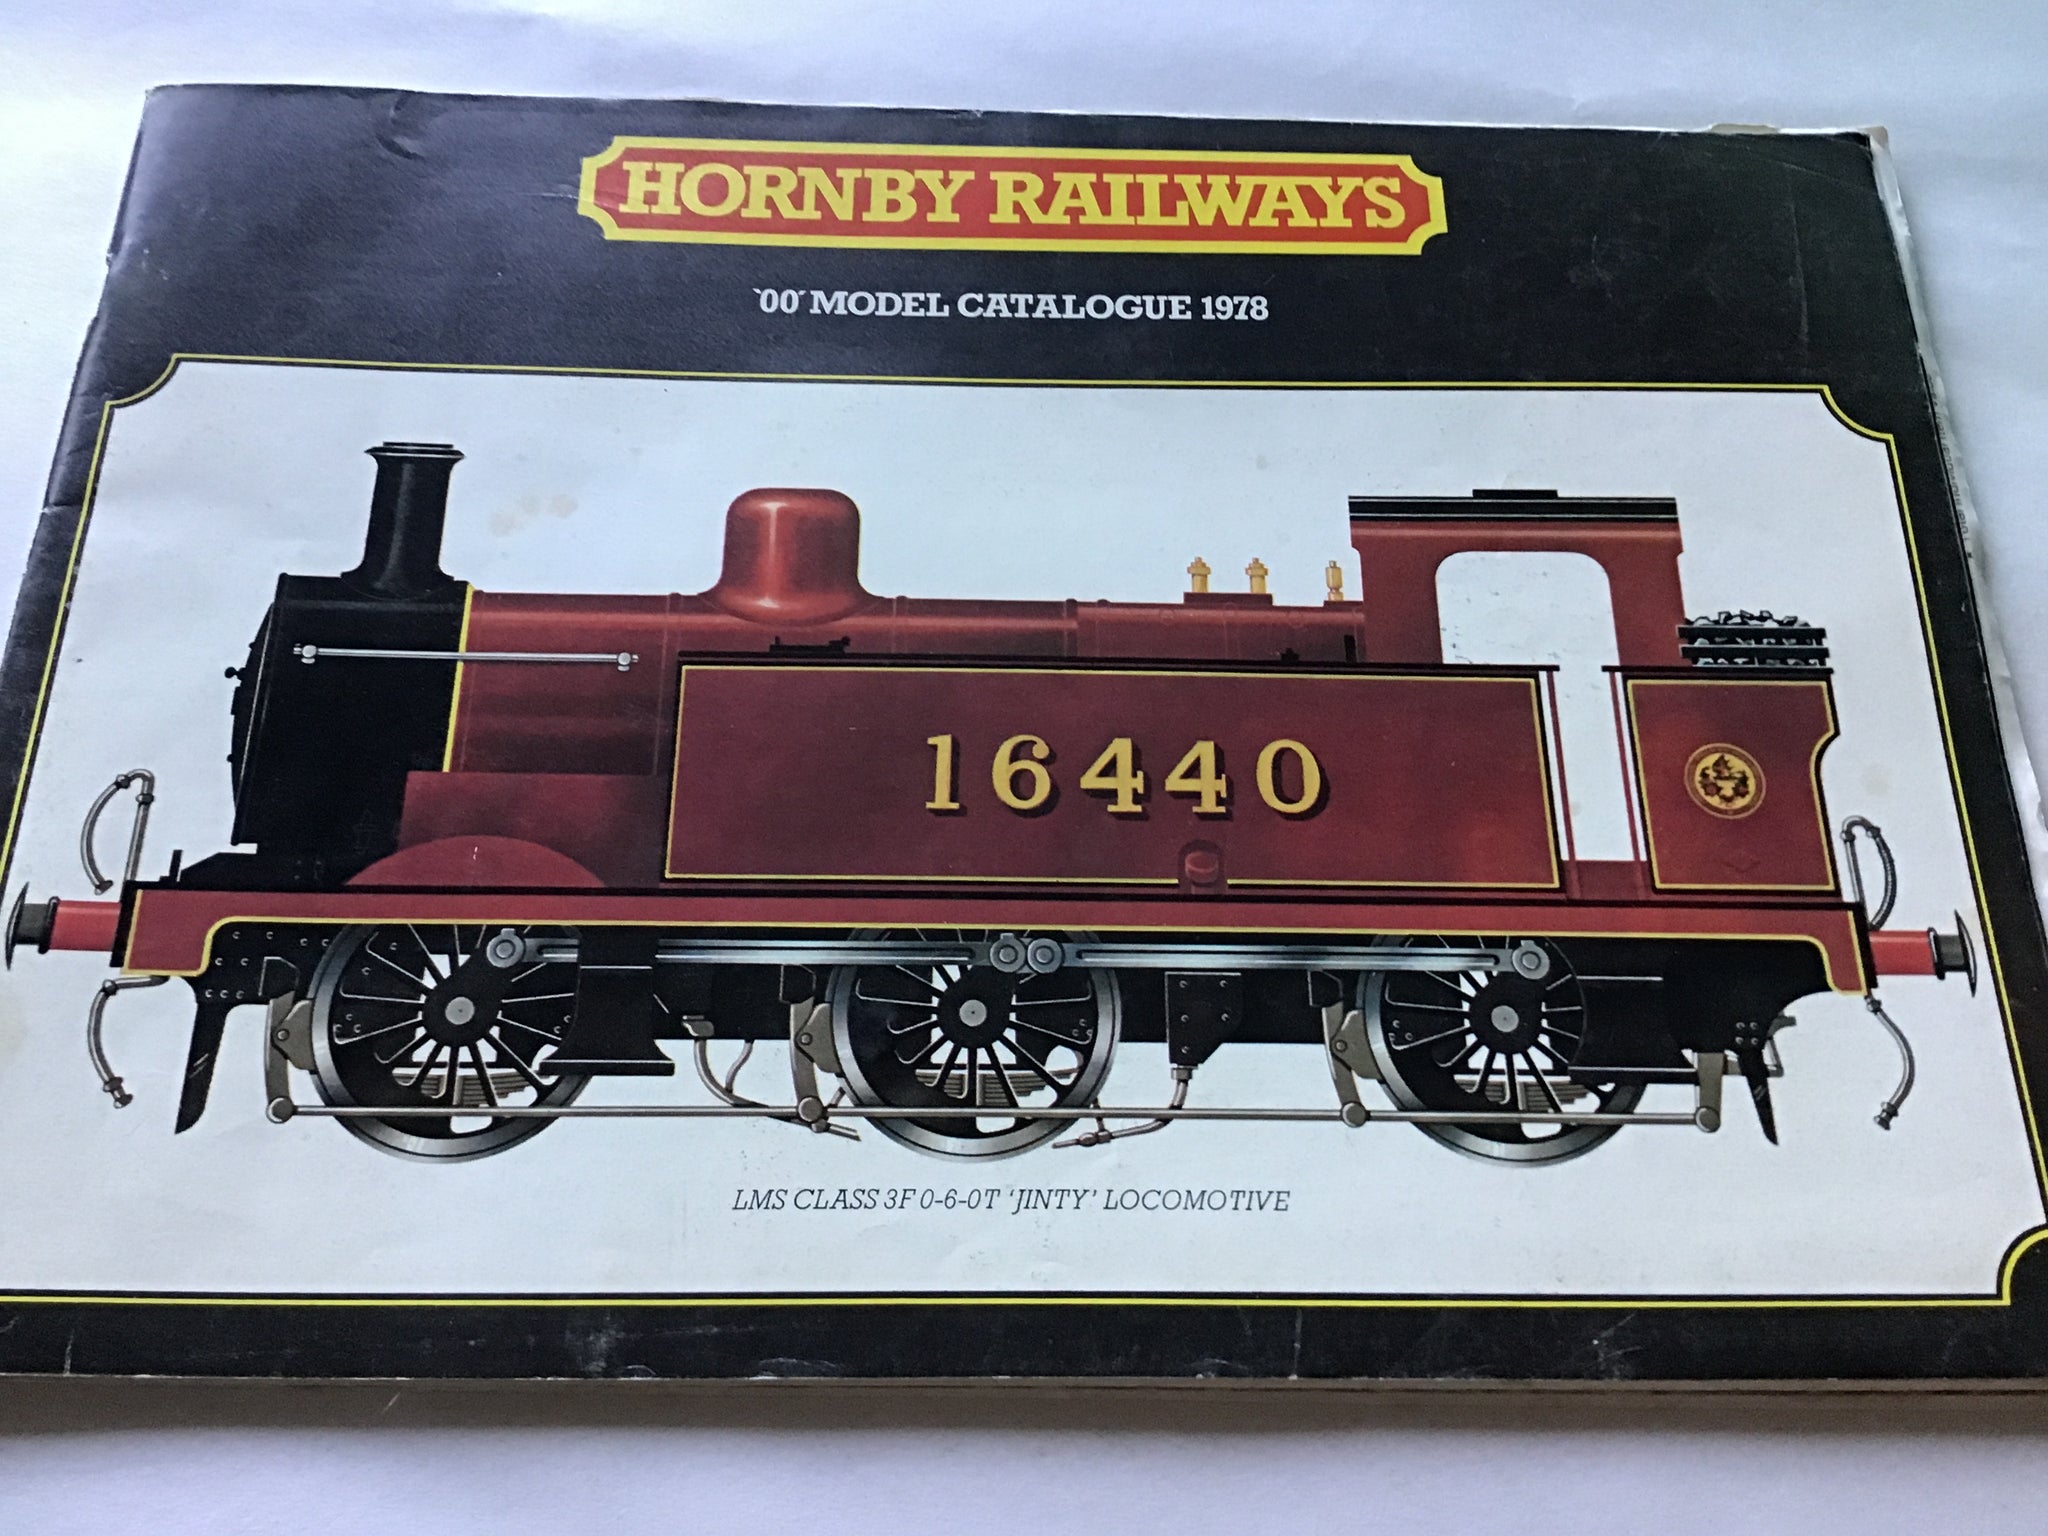 HORNBY RAILWAYS
`00´ MODEL CATALOGUE 1978
16440
LMS CLASS 3F 0-6-0T ‘JINTY’ LOCOMOTIVE